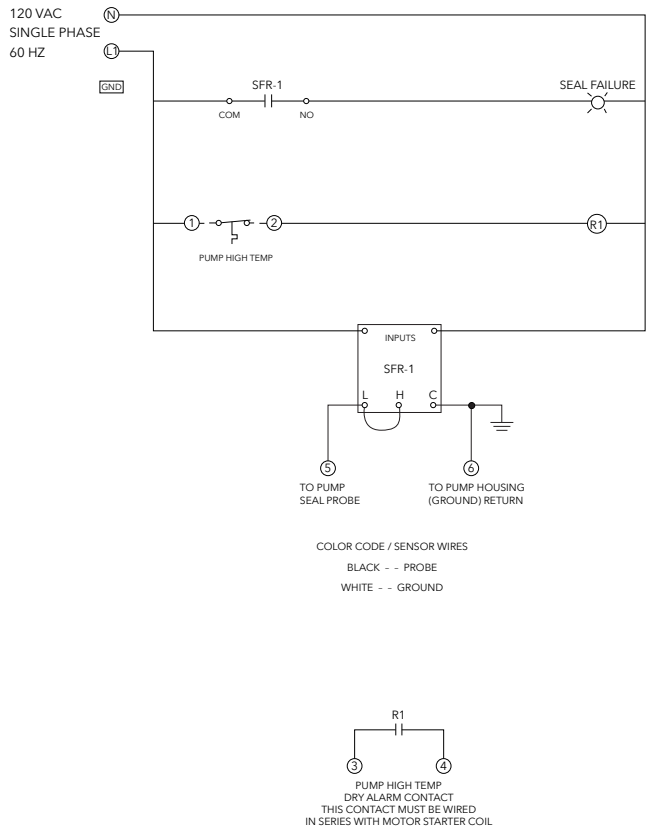 120 VAC
SINGLE PHASE
60 HZ
N
L1
GND
SFR-1
COM
NO
SEAL FAILURE
1
2
PUMP HIGH TEMP
R1
INPUTS
SFR-1
L H C
5
6
TO PUMP
SEAL PROBE
TO PUMP HOUSING
(GROUND) RETURN
COLOR CODE / SENSOR WIRES
BLACK - - PROBE
WHITE - - GROUND
R1
3
4
PUMP HIGH TEMP
DRY ALARM CONTACT
THIS CONTACT MUST BE WIRED
IN SERIES WITH MOTOR STARTER COIL